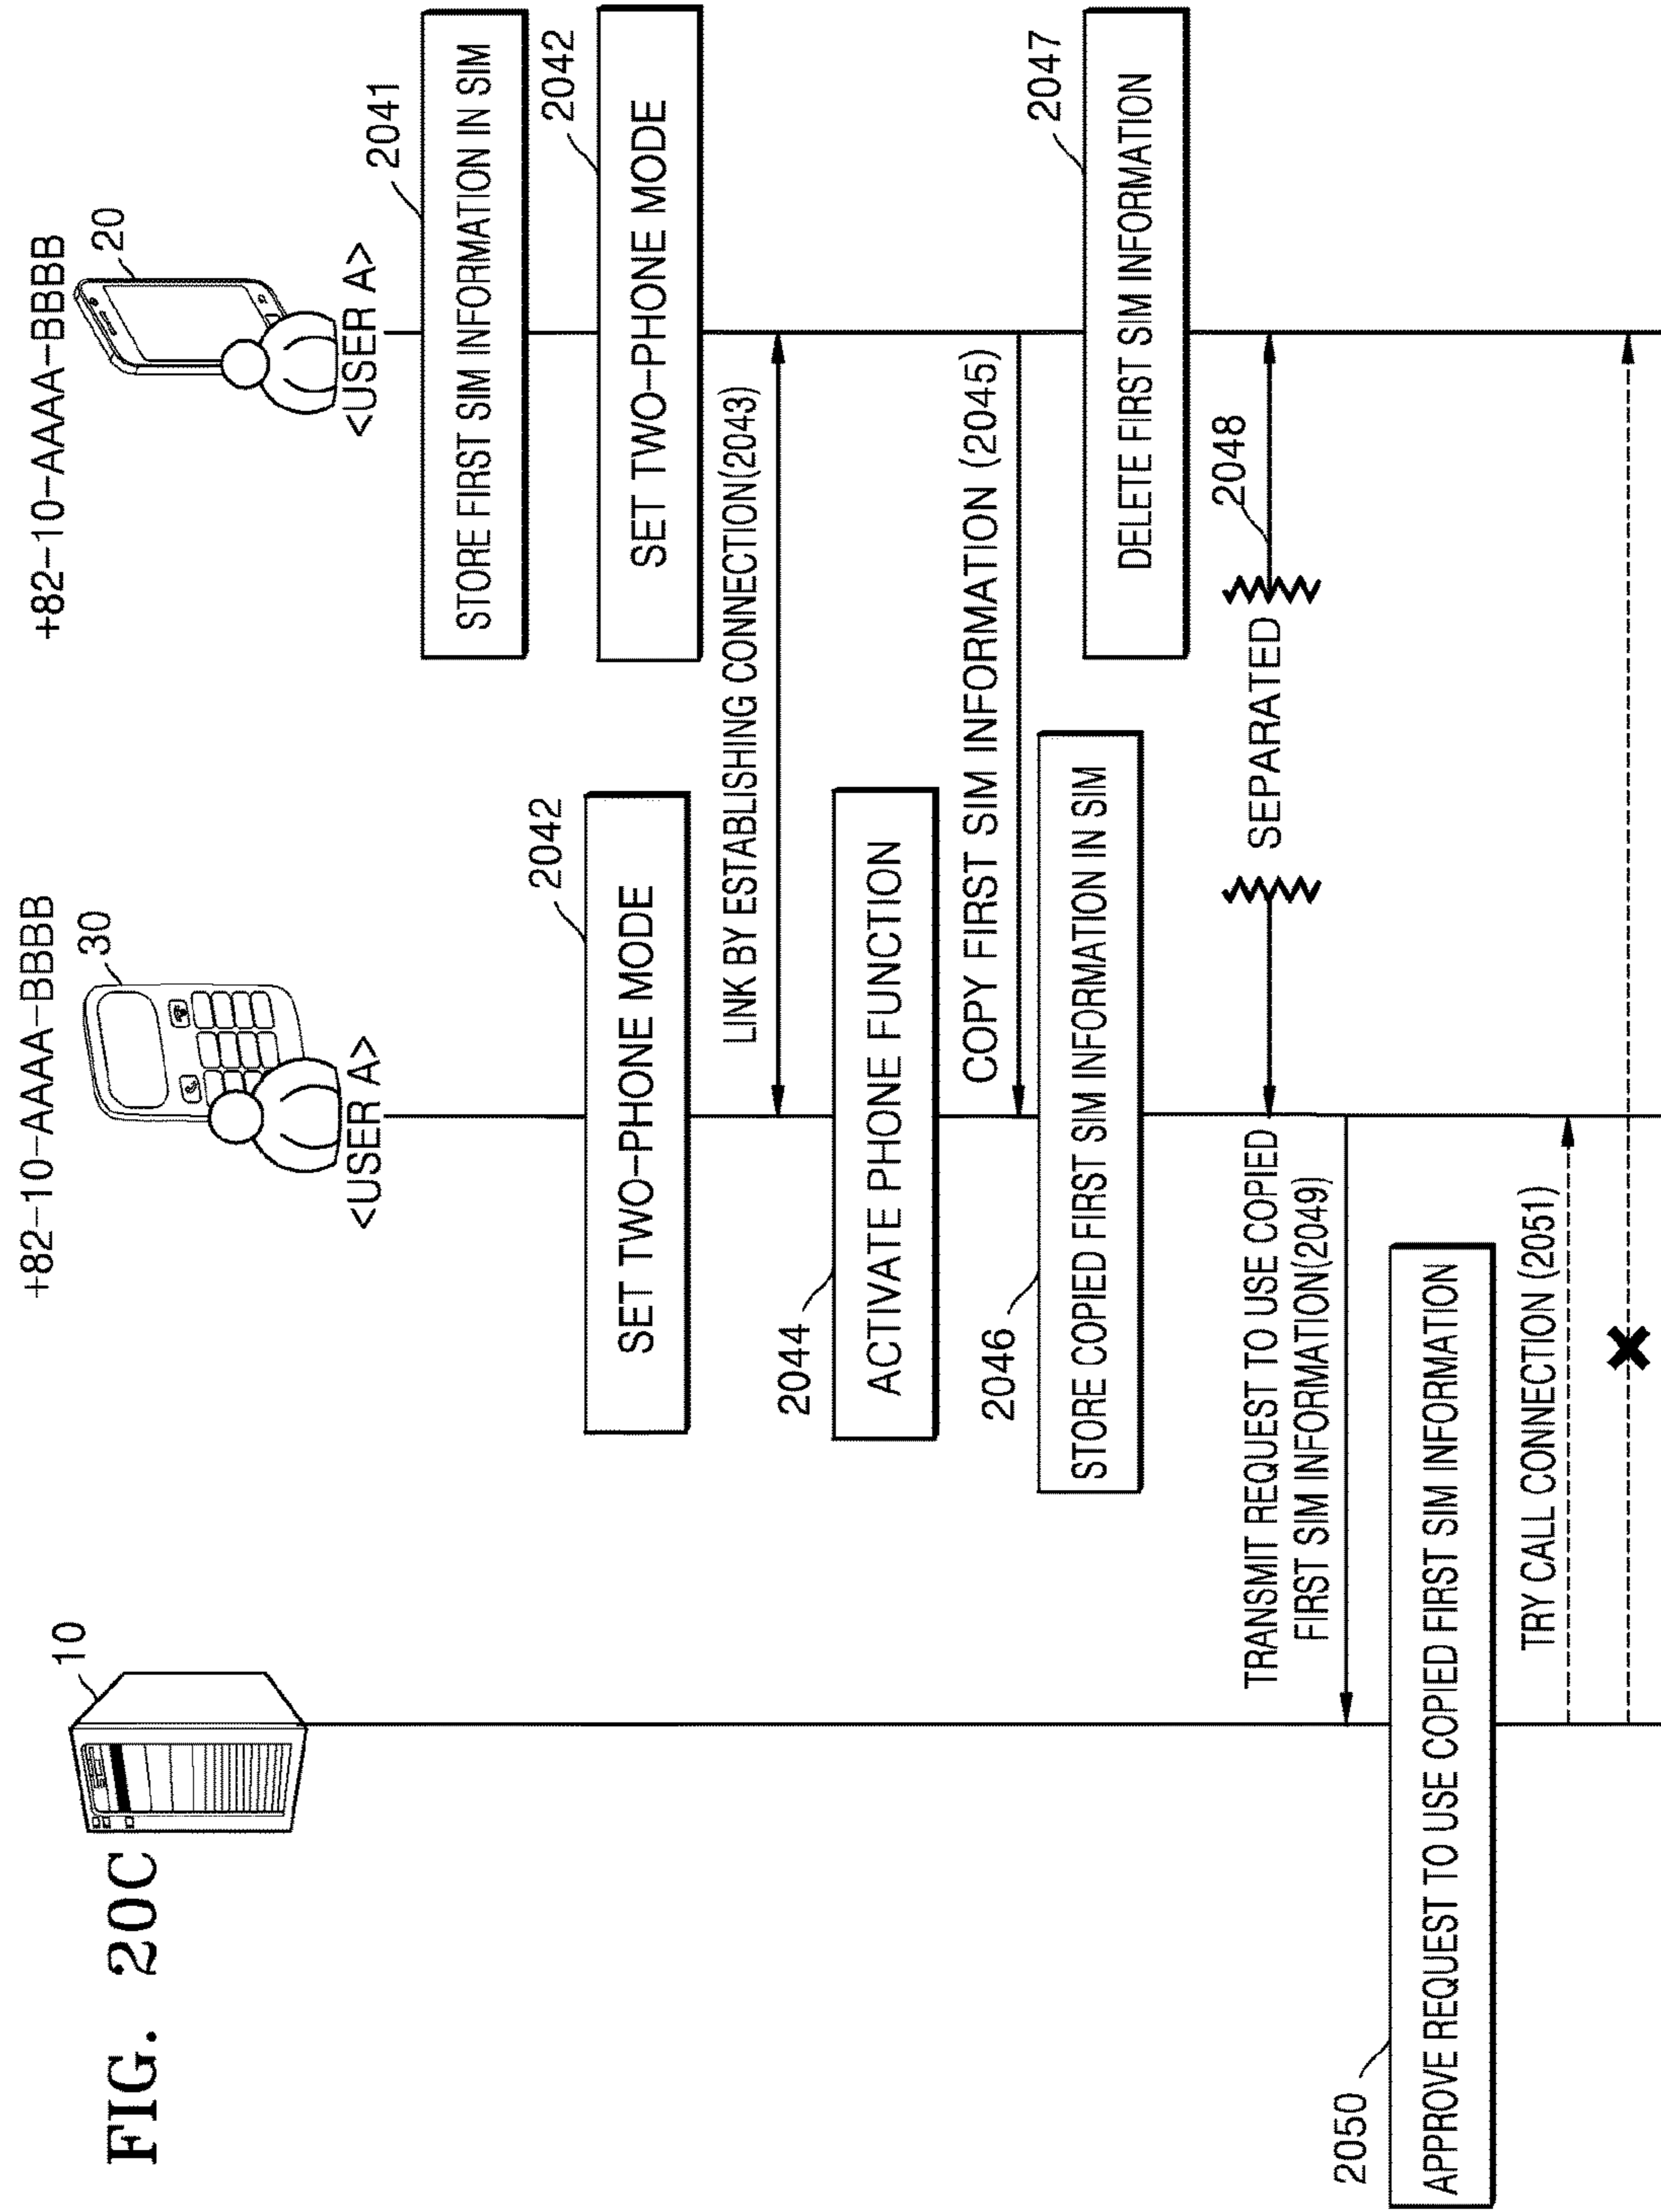 FIG. 20C
10
+82-10-AAAA-BBBB
30
<USER A>
+82-10-AAAA-BBBB
20
<USER A>
2041
STORE FIRST SIM INFORMATION IN SIM
2042
SET TWO-PHONE MODE
2042
SET TWO-PHONE MODE
LINK BY ESTABLISHING CONNECTION(2043)
2044
ACTIVATE PHONE FUNCTION
COPY FIRST SIM INFORMATION (2045)
2046
STORE COPIED FIRST SIM INFORMATION IN SIM
2047
DELETE FIRST SIM INFORMATION
2048
SEPARATED
TRANSMIT REQUEST TO USE COPIED
FIRST SIM INFORMATION(2049)
2050
APPROVE REQUEST TO USE COPIED FIRST SIM INFORMATION
TRY CALL CONNECTION (2051)